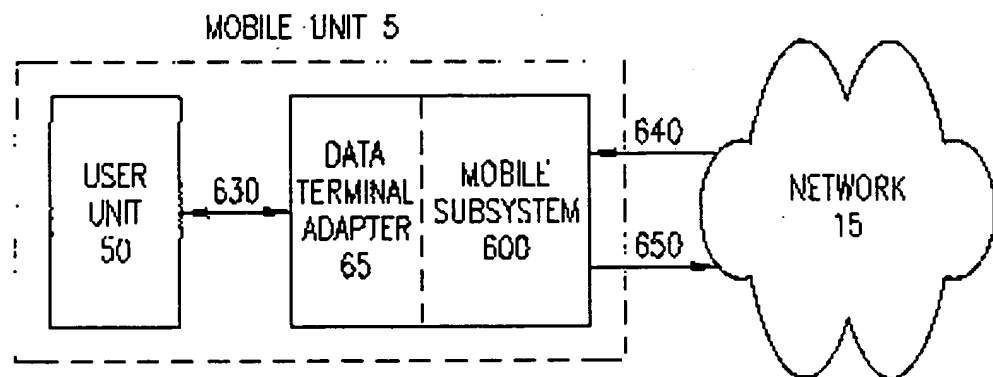 MOBILE UNIT 5
USER
UNIT
50
630
DATA
TERMINAL
ADAPTER
65
MOBILE
SUBSYSTEM
600
640
650
NETWORK
15